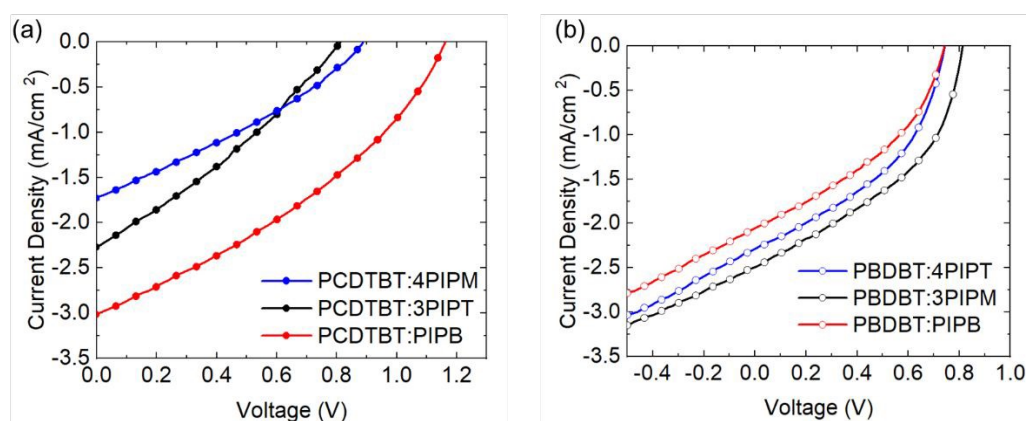 (a)
0.0
-0.5
-1.0
-1.5
-2.0
-2.5
-3.0
-3.5
Current Density (mA/cm²)
PCDTBT:4PIPM
PCDTBT:3PIPT
PCDTBT:PIPB
0.0 0.2 0.4 0.6 0.8 1.0 1.2
Voltage (V)
(b)
0.0
-0.5
-1.0
-1.5
-2.0
-2.5
-3.0
-3.5
Current Density (mA/cm²)
PBDBT:4PIPT
PBDBT:3PIPM
PBDBT:PIPB
-0.4 -0.2 0.0 0.2 0.4 0.6 0.8 1.0
Voltage (V)